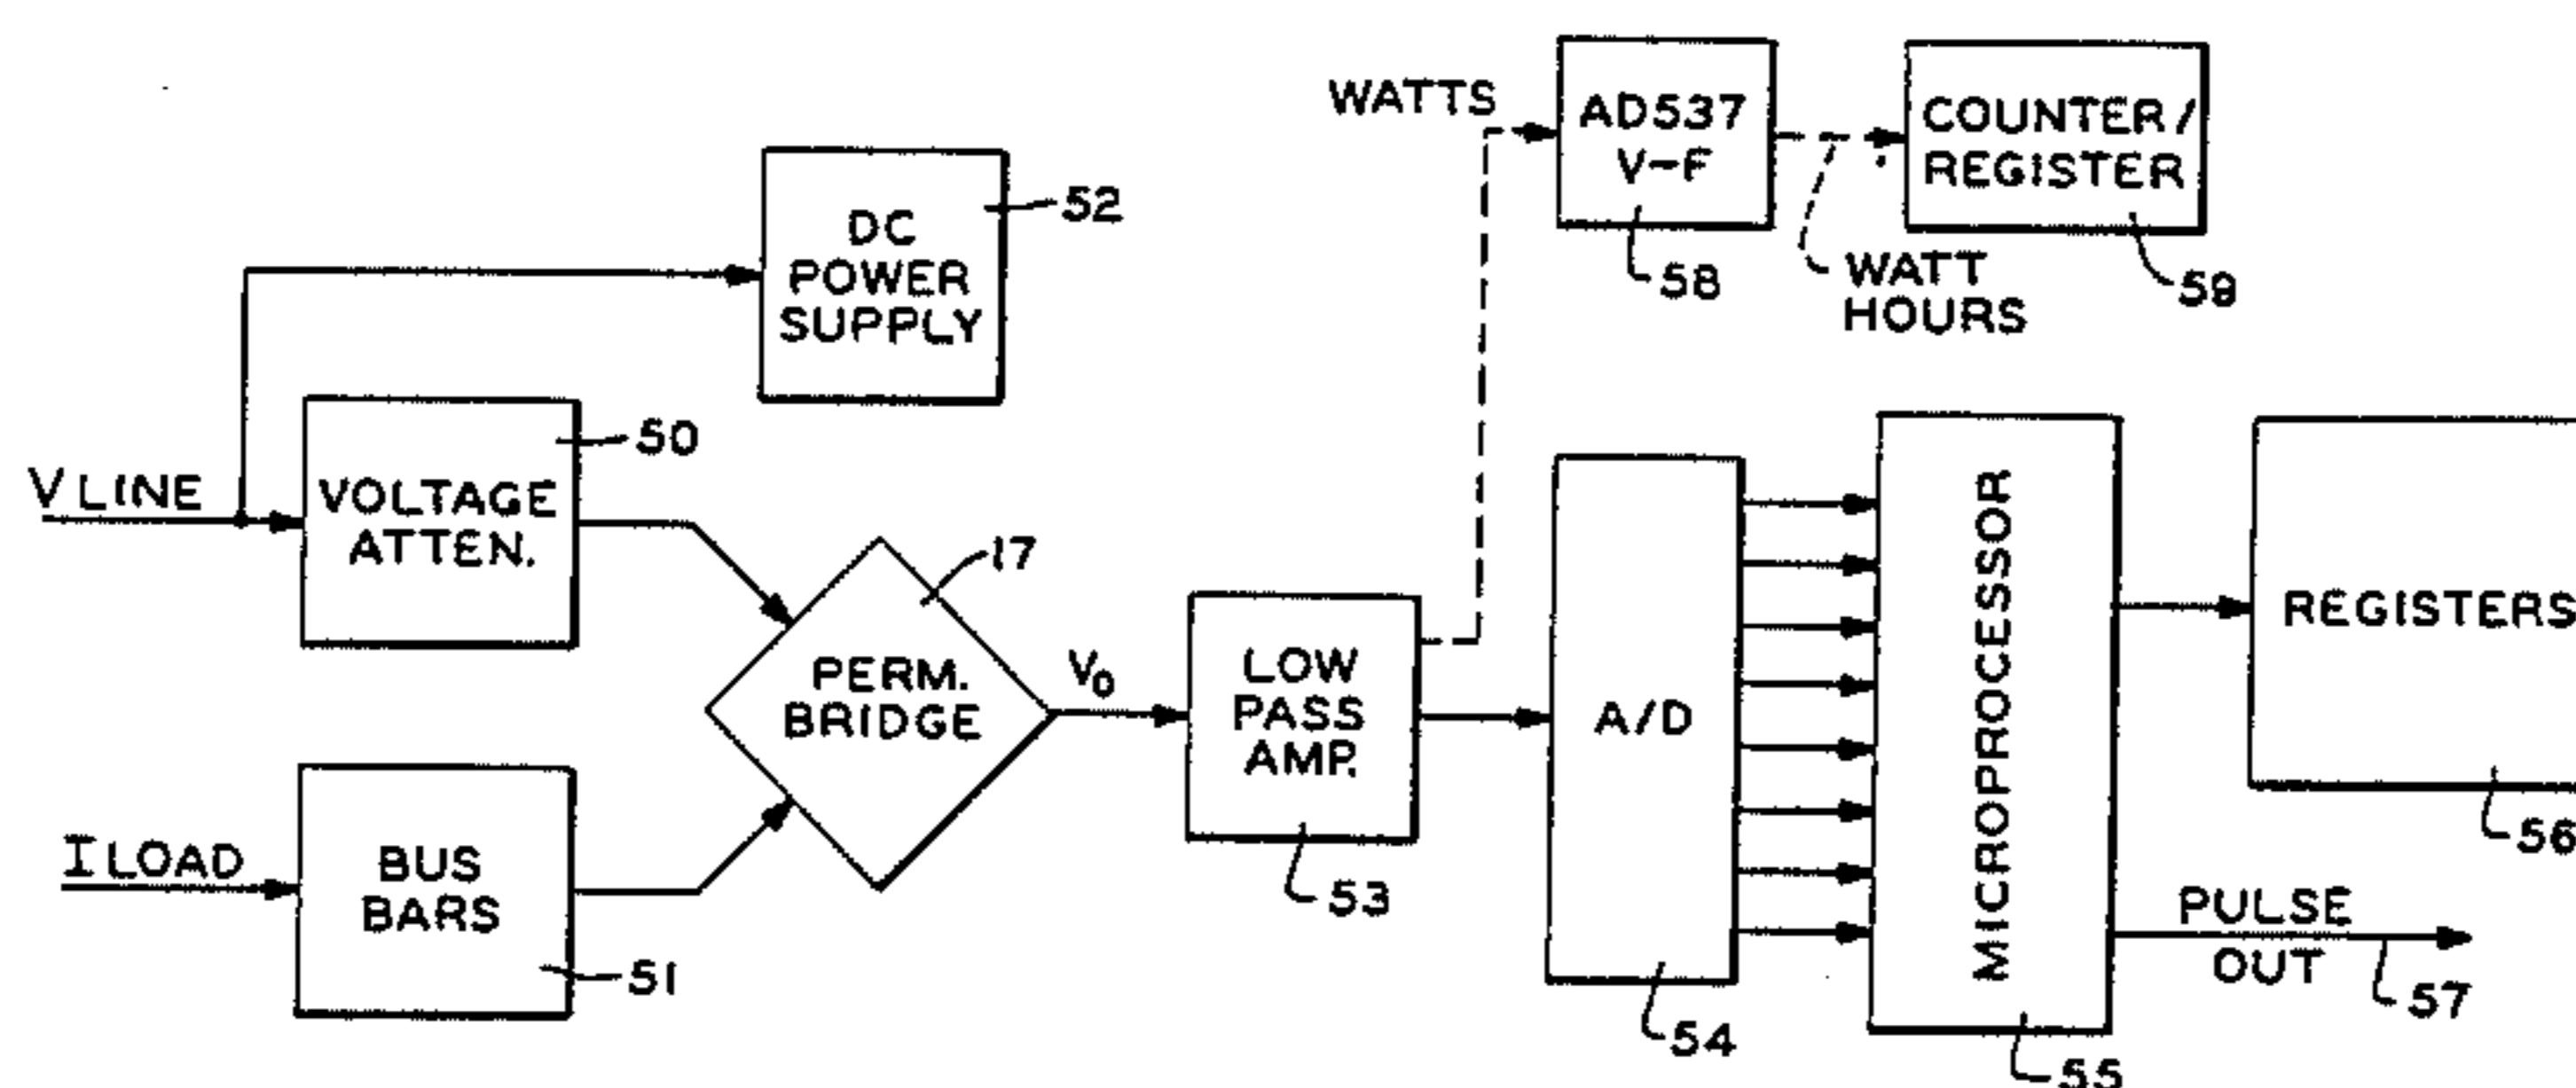 WATTS
AD537
V-F
58
COUNTER/
REGISTER
59
WATT
HOURS
DC
POWER
SUPPLY
52
V LINE
VOLTAGE
ATTEN.
50
I LOAD
BUS
BARS
51
PERM.
BRIDGE
17
V0
LOW
PASS
AMP.
53
A/D
54
MICROPROCESSOR
55
REGISTERS
56
PULSE
OUT
57